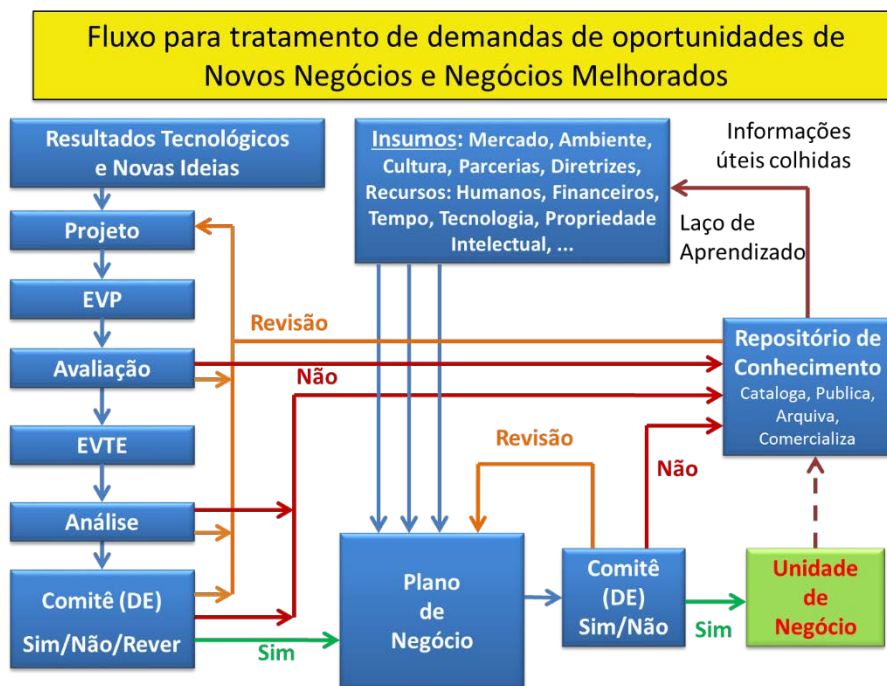 Fluxo para tratamento de demandas de oportunidades de
Novos Negócios e Negócios Melhorados
Resultados Tecnológicos
e Novas Ideias
Projeto
EVP
Avaliação
EVTE
Análise
Comitê (DE)
Sim/Não/Rever
Insumos: Mercado, Ambiente,
Cultura, Parcerias, Diretrizes,
Recursos: Humanos, Financeiros,
Tempo, Tecnologia, Propriedade
Intelectual, ...
Informações
úteis colhidas
Laço de
Aprendizado
Revisão
Não
Repositório de
Conhecimento
Cataloga, Publica,
Arquiva,
Comercializa
Revisão
Não
Sim
Plano
de
Negócio
Comitê
(DE)
Sim/Não
Sim
Unidade
de
Negócio